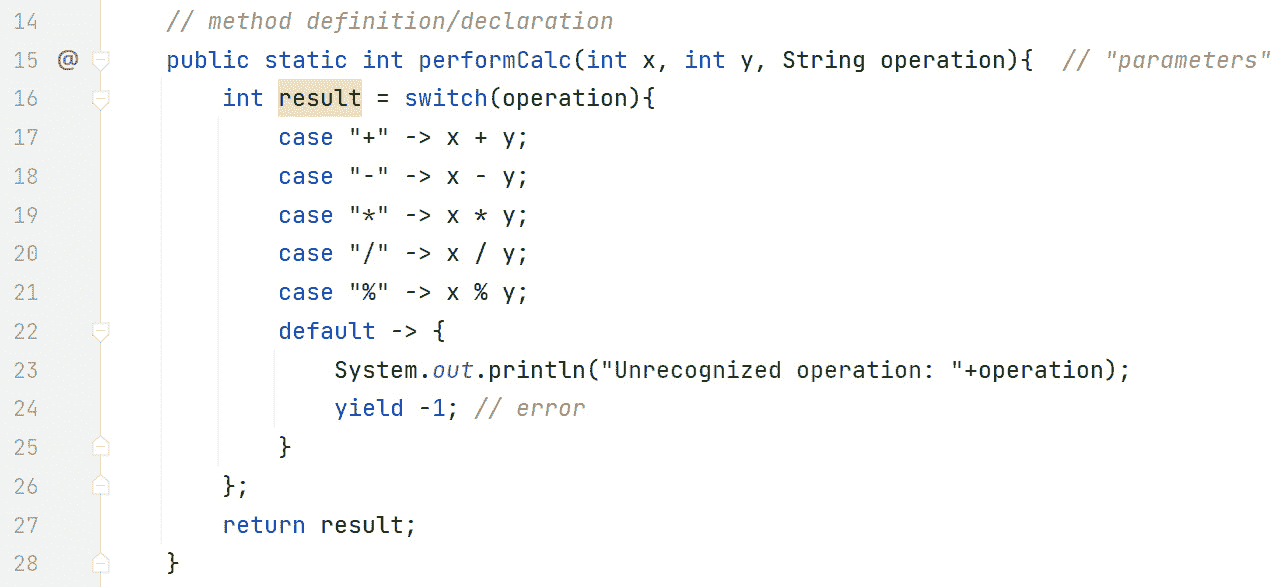 14 // method definition/declaration
15 @ public static int performCalc(int x, int y, String operation){ // "parameters"
16 int result = switch(operation){
17 case "+" -> x + y;
18 case "-" -> x - y;
19 case "*" -> x * y;
20 case "/" -> x / y;
21 case "%" -> x % y;
22 default -> {
23 System.out.println("Unrecognized operation: "+operation);
24 yield -1; // error
25 }
26 };
27 return result;
28 }